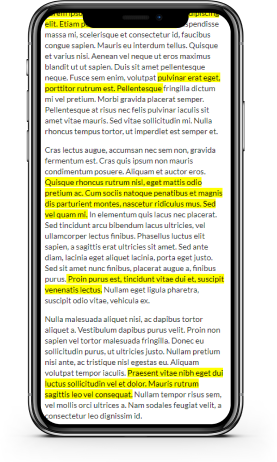 elit. Etiam
massa mi, scelerisque et consectetur id, faucibus
congue sapien. Mauris eu interdum tellus. Quisque
et varius nisi. Aenean vel neque ut eros maximus
blandit ut ut sapien. Duis sit amet pellentesque
neque. Fusce sem enim, volutpat pulvinar erat eget,
porttitor rutrum est. Pellentesque fringilla dictum
mi vel pretium. Morbi gravida placerat semper.
Pellentesque at risus nec felis pulvinar iaculis sit
amet vitae mauris. Sed vitae sollicitudin mi. Nulla
rhoncus tempus tortor, ut imperdiet est semper et.
Cras lectus augue, accumsan nec sem non, gravida
fermentum est. Cras quis ipsum non mauris
condimentum posuere. Aliquam et auctor eros.
Quisque rhoncus rutrum nisi, eget mattis odio
pretium ac. Cum sociis natoque penatibus et magnis
dis parturient montes, nascetur ridiculus mus. Sed
vel quam mi. In elementum quis lacus nec placerat.
Sed tincidunt arcu bibendum lacus ultricies, vel
ullamcorper lectus finibus. Phasellus luctus elit
sapien, a sagittis erat ultricies sit amet. Sed ante
diam, lacinia eget aliquet lacinia, porta eget justo.
Sed sit amet nunc finibus, placerat augue a, finibus
purus. Proin purus est, tincidunt vitae dui et, suscipit
venenatis lectus. Nullam eget ligula pharetra,
suscipit odio vitae, vehicula ex.
Nulla malesuada aliquet nisi, ac dapibus tortor
aliquet a. Vestibulum dapibus purus velit. Proin non
sapien vel tortor malesuada fringilla. Donec eu
sollicitudin purus, ut ultricies justo. Nullam pretium
nisi ante, ac tristique nisl egestas eu. Aliquam
volutpat tempor iaculis. Praesent vitae nibh eget dui
luctus sollicitudin vel et dolor. Mauris rutrum
sagittis leo vel consequat. Nullam tempor risus sem,
vel mollis orci ultrices a. Nam sodales feugiat velit, a
consectetur leo dignissim id.